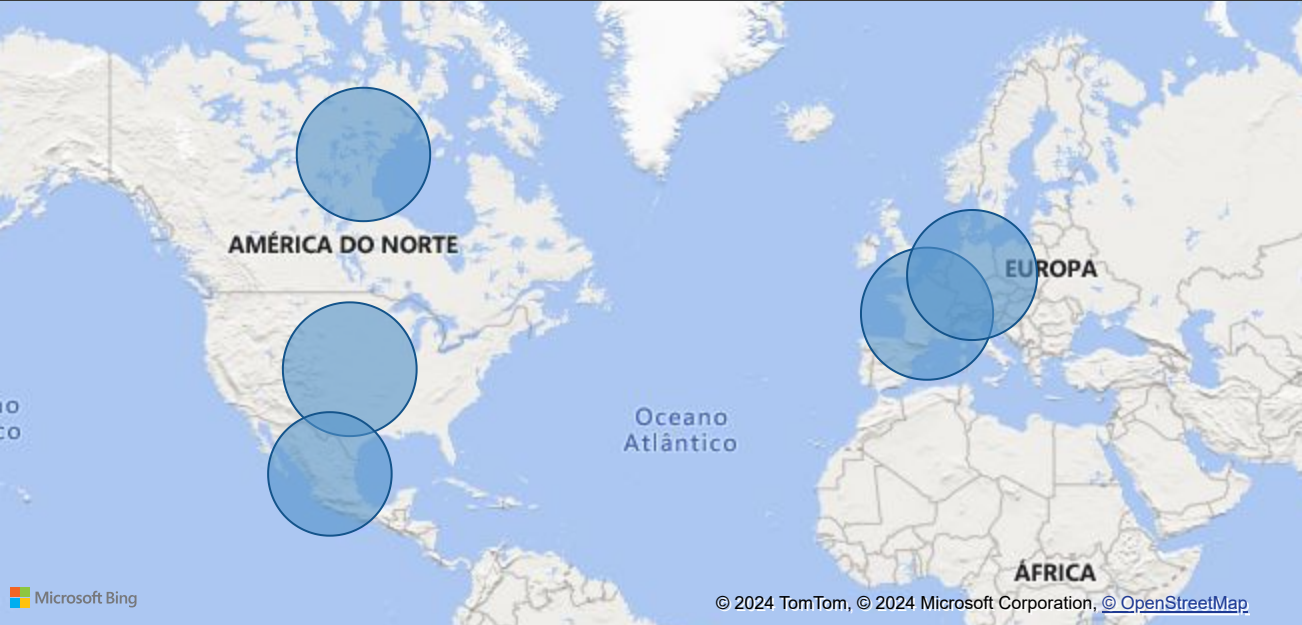 AMÉRICA DO NORTE
EUROPA
Oceano
Atlântico
ÁFRICA
Microsoft Bing
© 2024 TomTom, © 2024 Microsoft Corporation, © OpenStreetMap